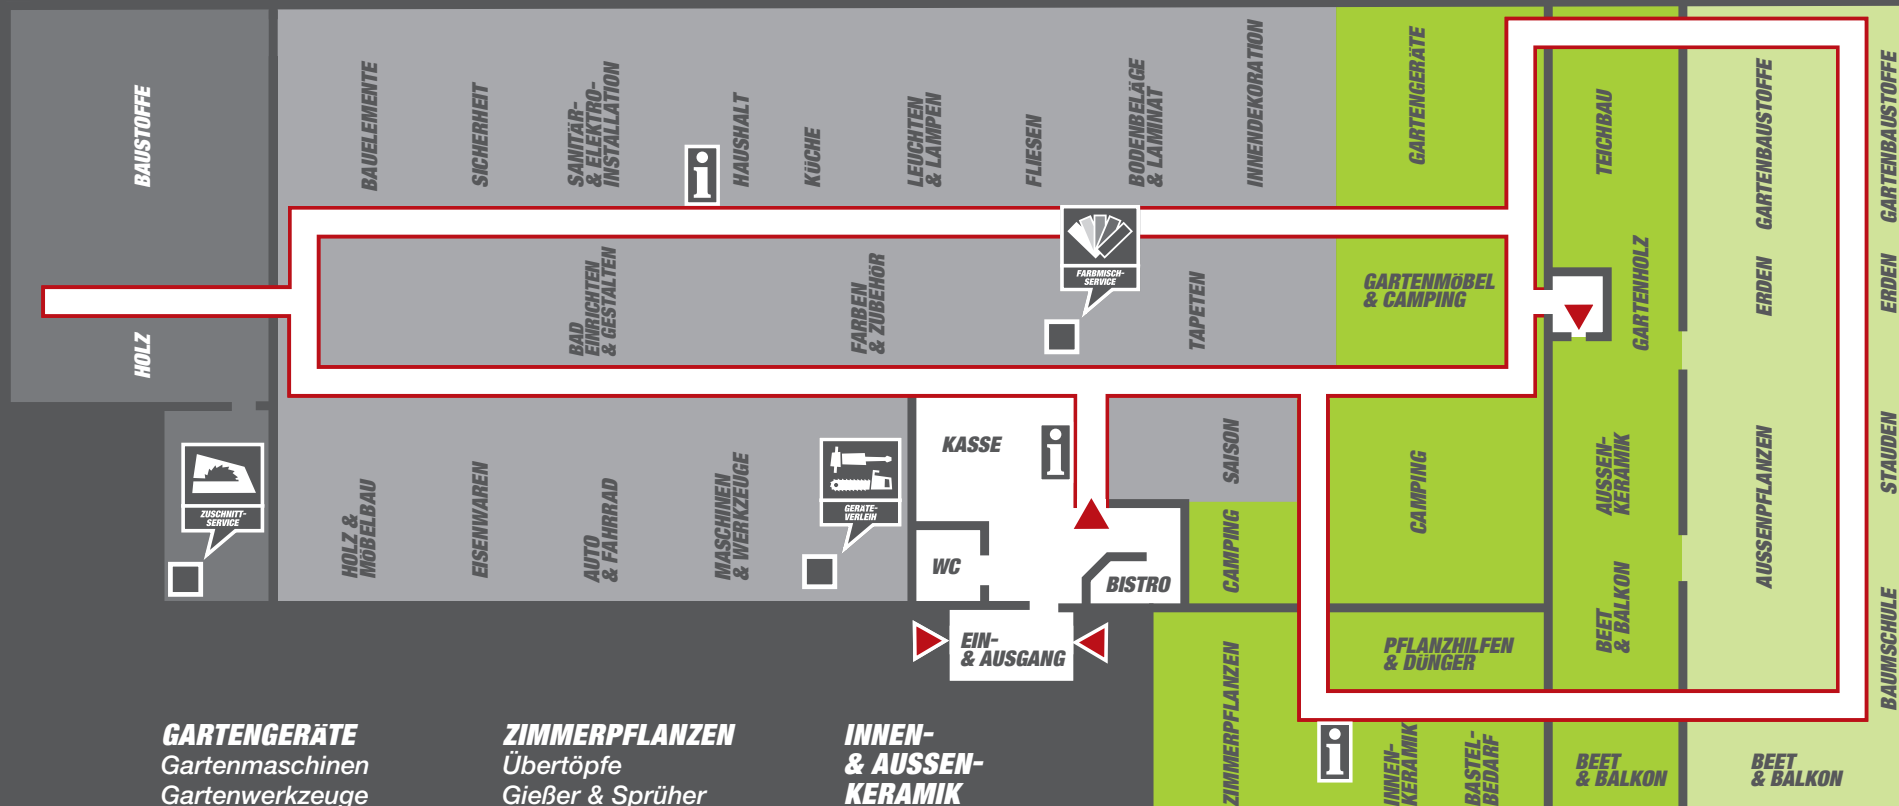 BAUSTOFFE
BAUELEMENTE
SICHERHEIT
SANITÄR-
& ELEKTRO-
INSTALLATION
i
HAUSHALT
KÜCHE
LEUCHTEN
& LAMPEN
FLIESEN
BODENBELÄGE
& LAMINAT
INNENDEKORATION
GARTENGERÄTE
TEICHBAU
GARTENBAUSTOFFE
GARTENBAUSTOFFE
HOLZ
BAD
EINRICHTEN
& GESTALTEN
FARBEN
& ZUBEHÖR
FARBMISCH-
SERVICE
TAPETEN
GARTENMÖBEL
& CAMPING
GARTENHOLZ
ERDEN
ERDEN
ZUSCHNITT-
SERVICE
HOLZ &
MÖBELBAU
EISENWAREN
AUTO
& FAHRRAD
MASCHINEN
& WERKZEUGE
GERÄTE-
VERLEIH
KASSE
i
WC
BISTRO
EIN-
& AUSGANG
SAISON
CAMPING
CAMPING
AUSSEN-
KERAMIK
BEET
& BALKON
AUSSENPFLANZEN
STAUDEN
BAUMSCHULE
ZIMMERPFLANZEN
PFLANZHILFEN
& DÜNGER
i
INNEN-
KERAMIK
BASTEL-
BEDARF
BEET
& BALKON
BEET
& BALKON
GARTENGERÄTE
Gartenmaschinen
Gartenwerkzeuge
ZIMMERPFLANZEN
Übertöpfe
Gießer & Sprüher
INNEN-
& AUSSEN-
KERAMIK